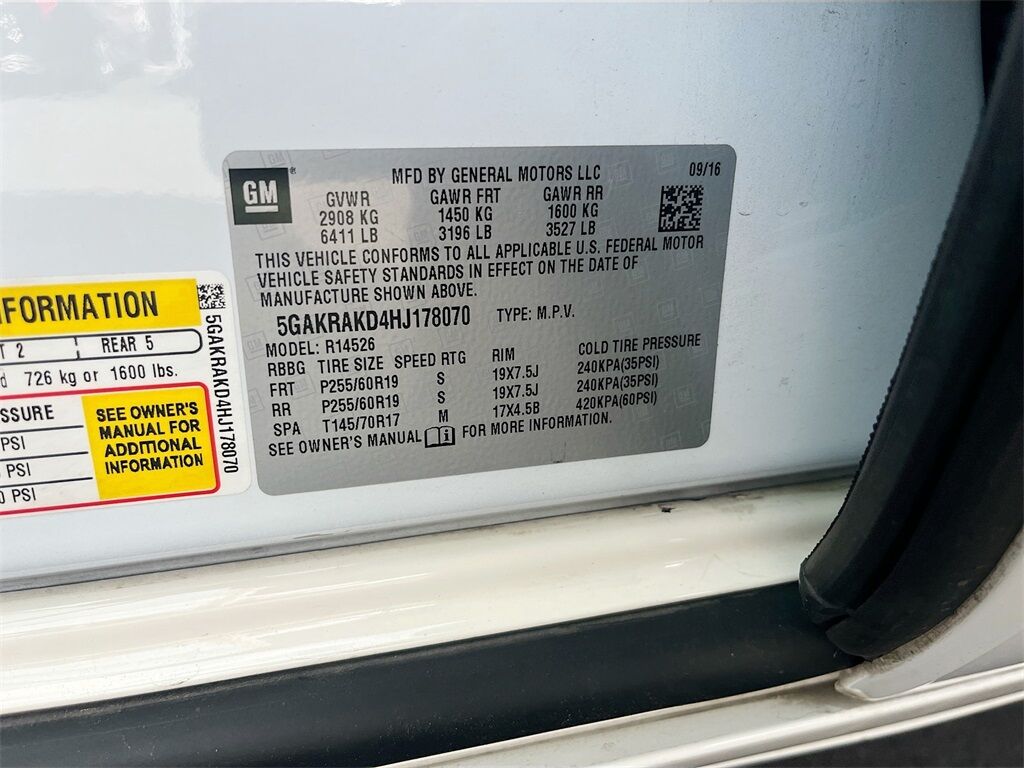 GM
MFD BY GENERAL MOTORS LLC 09/16
GVWR GAWR FRT GAWR RR
2908 KG 1450 KG 1600 KG
6411 LB 3196 LB 3527 LB
THIS VEHICLE CONFORMS TO ALL APPLICABLE U.S. FEDERAL MOTOR
VEHICLE SAFETY STANDARDS IN EFFECT ON THE DATE OF
MANUFACTURE SHOWN ABOVE.
5GAKRAKD4HJ178070 TYPE: M.P.V.
MODEL: R14526
RBBG TIRE SIZE SPEED RTG RIM COLD TIRE PRESSURE
FRT P255/60R19 S 19X7.5J 240KPA(35PSI)
RR P255/60R19 S 19X7.5J 240KPA(35PSI)
SPA T145/70R17 M 17X4.5B 420KPA(60PSI)
SEE OWNER'S MANUAL FOR MORE INFORMATION.
NFORMATION
T 2 REAR 5
d 726 kg or 1600 lbs.
SSURE
PSI
PSI
0 PSI
SEE OWNER'S
MANUAL FOR
ADDITIONAL
INFORMATION
5GAKRAKD4HJ178070